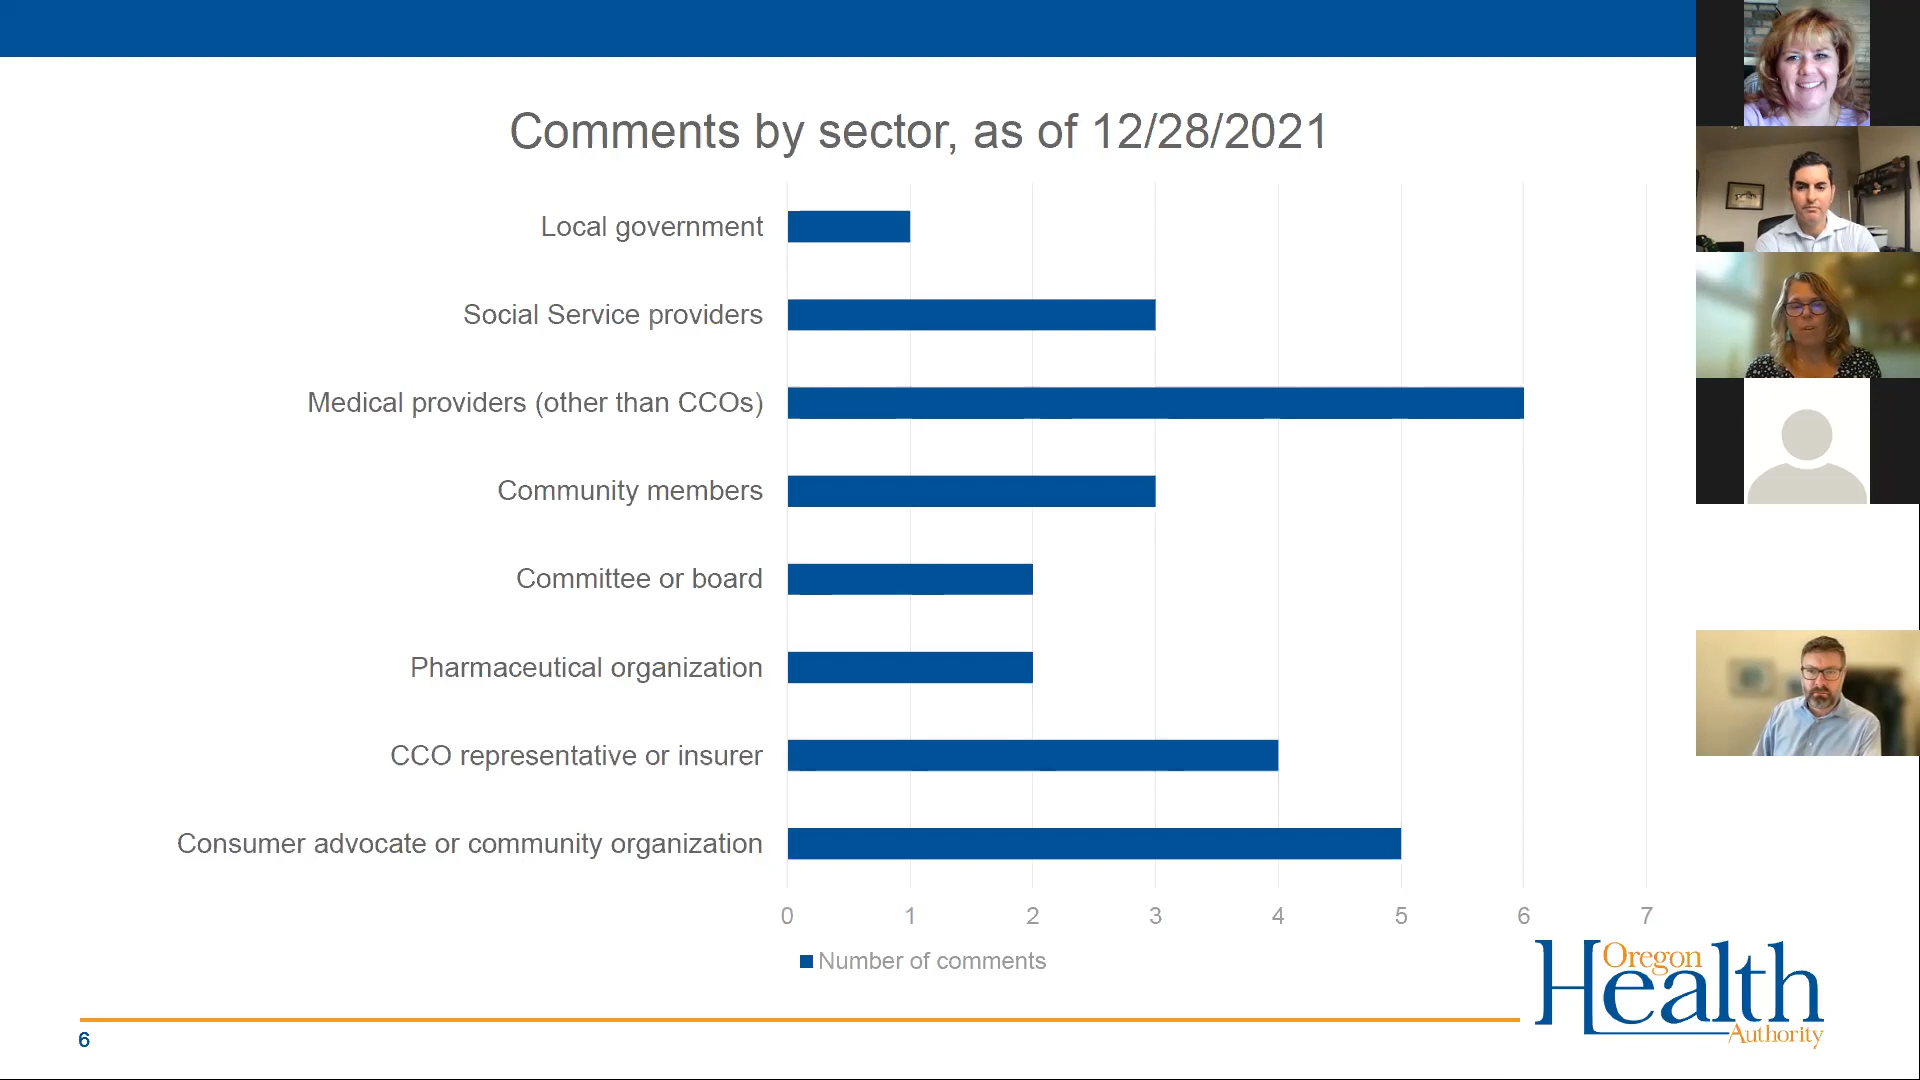 Comments by sector, as of 12/28/2021
Local government
Social Service providers
Medical providers (other than CCOs)
Community members
Committee or board
Pharmaceutical organization
CCO representative or insurer
Consumer advocate or community organization
0 1 2 3 4 5 6 7
Number of comments
Oregon
Health
Authority
6